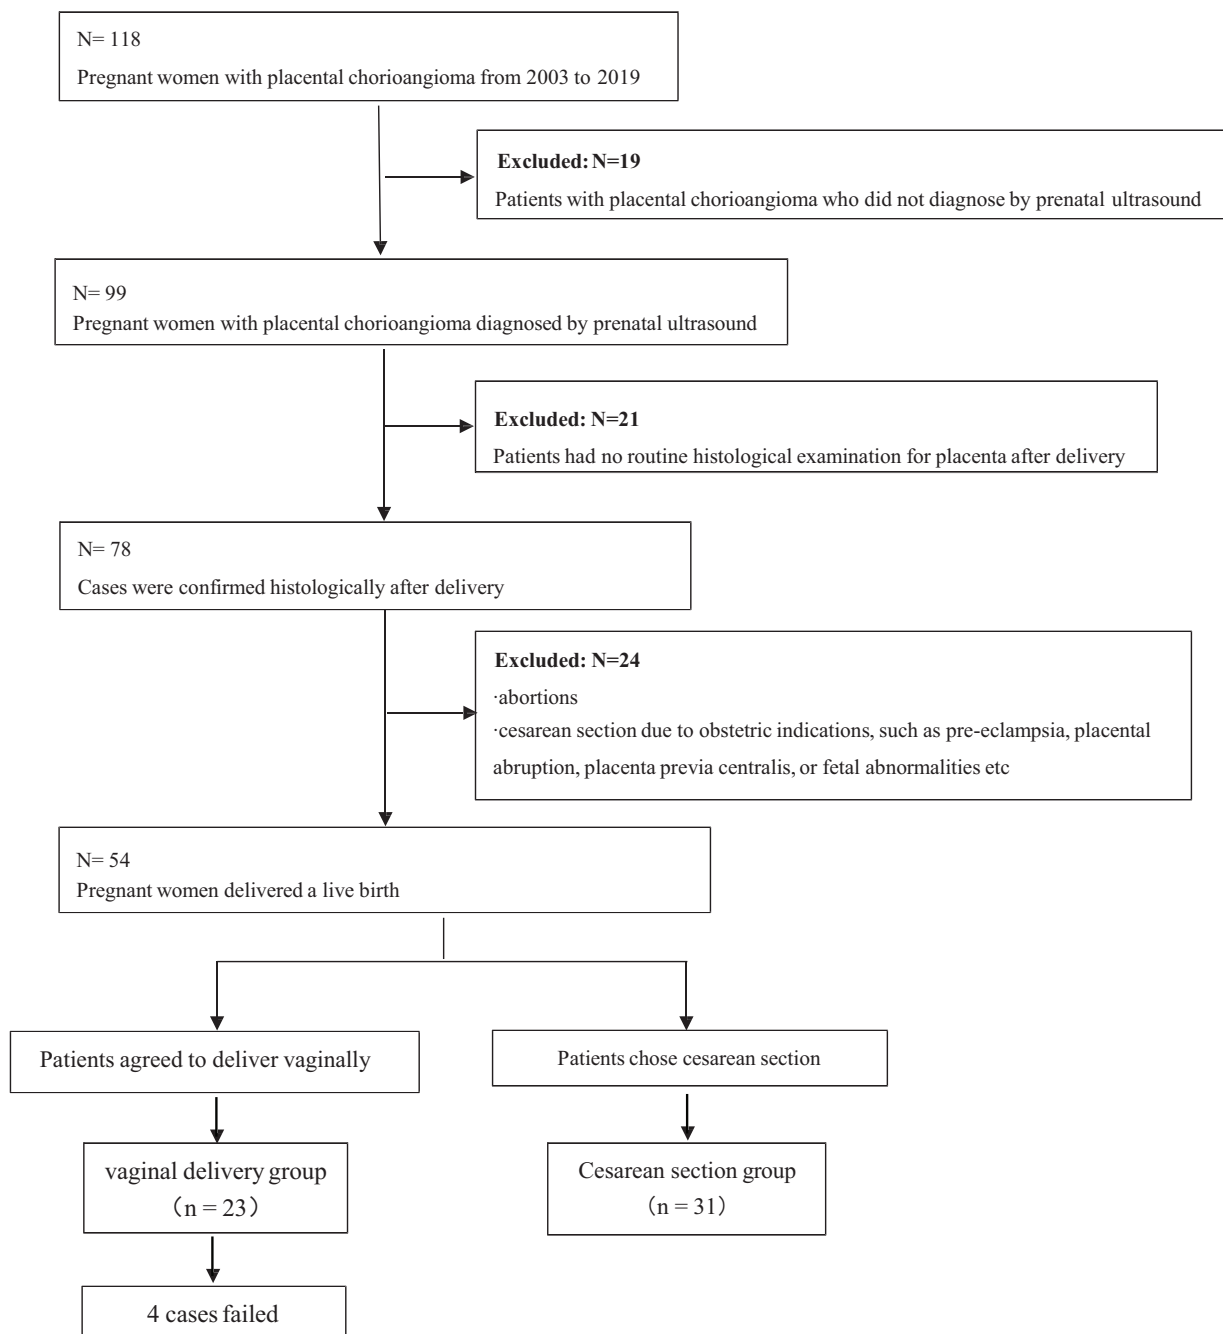 N= 118
Pregnant women with placental chorioangioma from 2003 to 2019
Excluded: N=19
Patients with placental chorioangioma who did not diagnose by prenatal ultrasound
N= 99
Pregnant women with placental chorioangioma diagnosed by prenatal ultrasound
Excluded: N=21
Patients had no routine histological examination for placenta after delivery
N= 78
Cases were confirmed histologically after delivery
Excluded: N=24
·abortions
·cesarean section due to obstetric indications, such as pre-eclampsia, placental
abruption, placenta previa centralis, or fetal abnormalities etc
N= 54
Pregnant women delivered a live birth
Patients agreed to deliver vaginally
Patients chose cesarean section
vaginal delivery group
（n = 23）
Cesarean section group
（n = 31）
4 cases failed